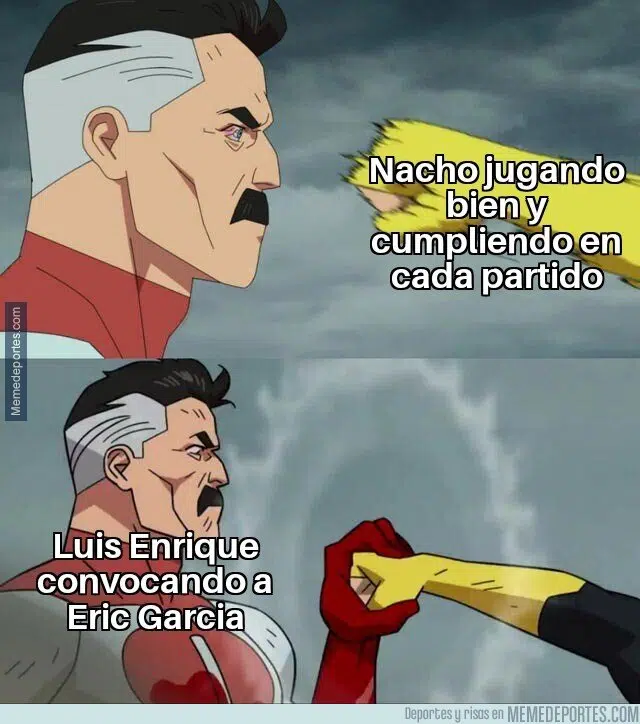 Nacho jugando
bien y
cumpliendo en
cada partido
Memedeportes.com
Luis Enrique
convocando a
Eric Garcia
Deportes y risas en MEMEDEPORTES.COM